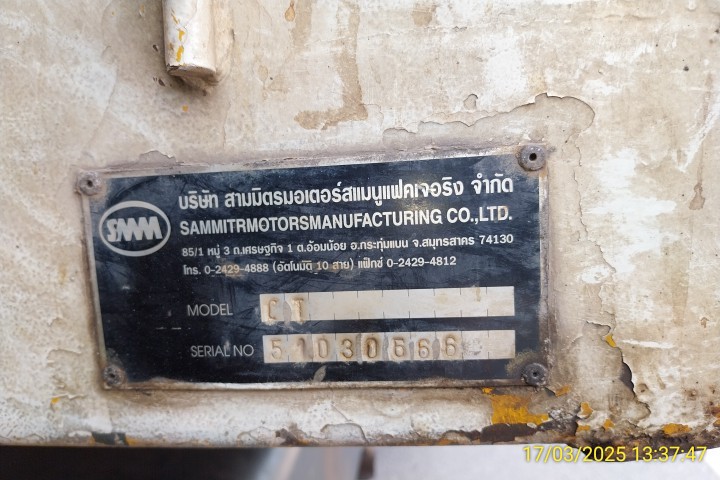 SMM
บริษัท สามมิตรมอเตอร์สแมนูแฟคเจอริง จำกัด
SAMMITRMOTORSMANUFACTURING CO.,LTD.
85/1 หมู่ 3 ถ.เศรษฐกิจ 1 ต.อ้อมน้อย อ.กระทุ่มแบน จ.สมุทรสาคร 74130
โทร. 0-2429-4888 (อัตโนมัติ 10 สาย) แฟ็กซ์ 0-2429-4812
MODEL CT
SERIAL NO
17/03/2025 13:37:47